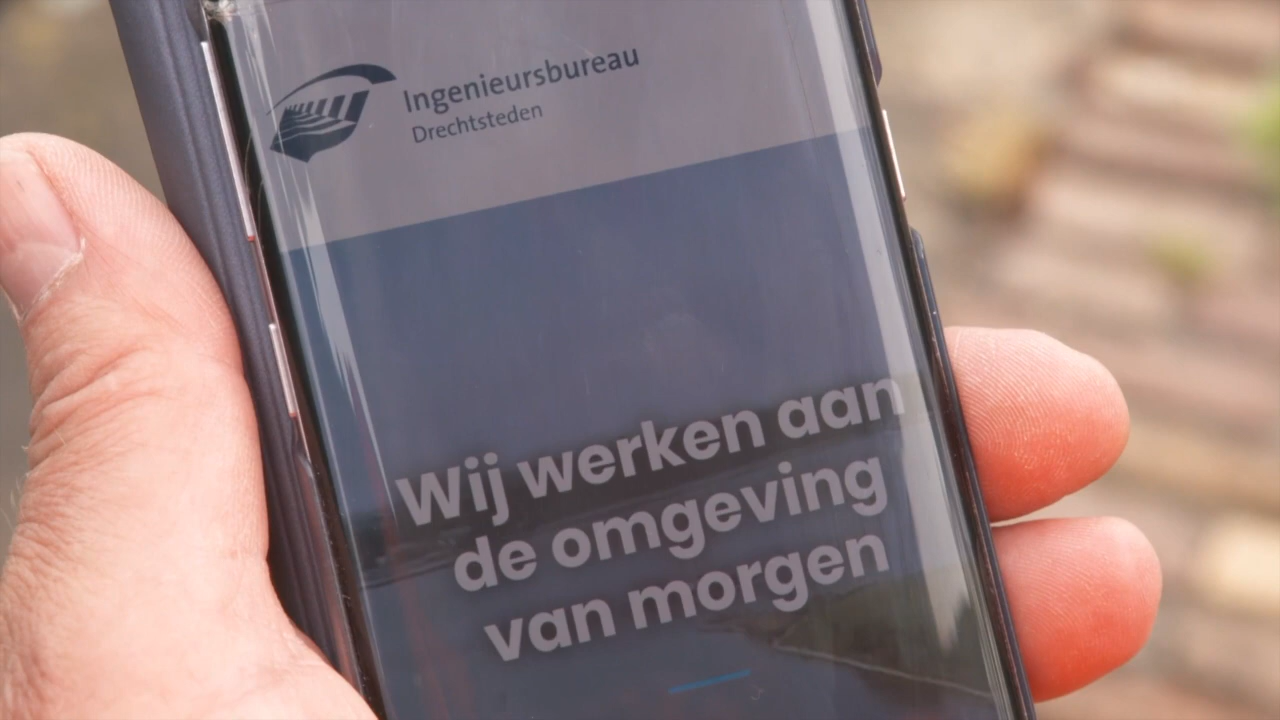 Ingenieursbureau
Drechtsteden
Wij werken aan
de omgeving
van morgen